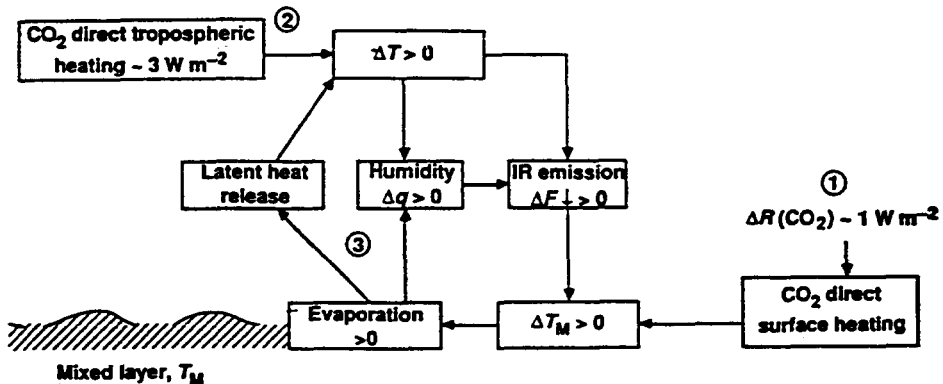 ②
CO₂ direct tropospheric
heating ~ 3 W m⁻²
ΔT > 0
Latent heat
release
Humidity
Δq > 0
IR emission
ΔF ↓ > 0
①
ΔR (CO₂) ~ 1 W m⁻²
③
Evaporation
>0
ΔT_M > 0
CO₂ direct
surface heating
Mixed layer, T_M